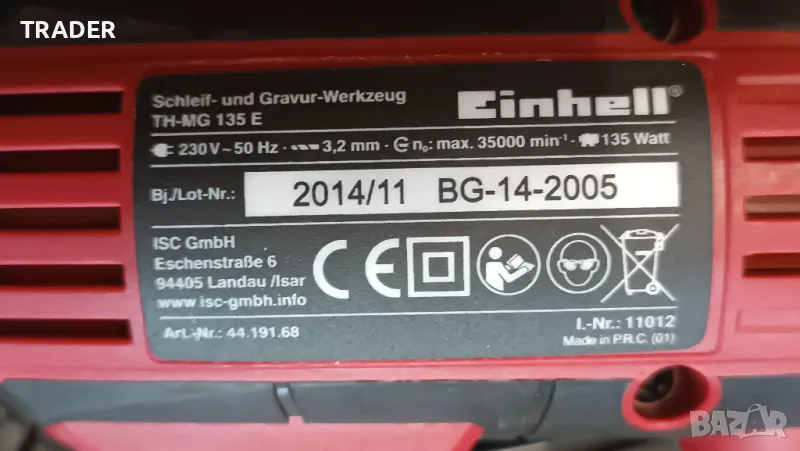 TRADER
Schleif- und Gravur-Werkzeug
TH-MG 135 E
Einhell®
230 V ~ 50 Hz · 3,2 mm · n₀: max. 35000 min⁻¹ · 135 Watt
Bj./Lot-Nr.: 2014/11 BG-14-2005
ISC GmbH
Eschenstraße 6
94405 Landau /Isar
www.isc-gmbh.info
CE
Art.-Nr.: 44.191.68
I.-Nr.: 11012
Made in P.R.C. (01)
BAZAR